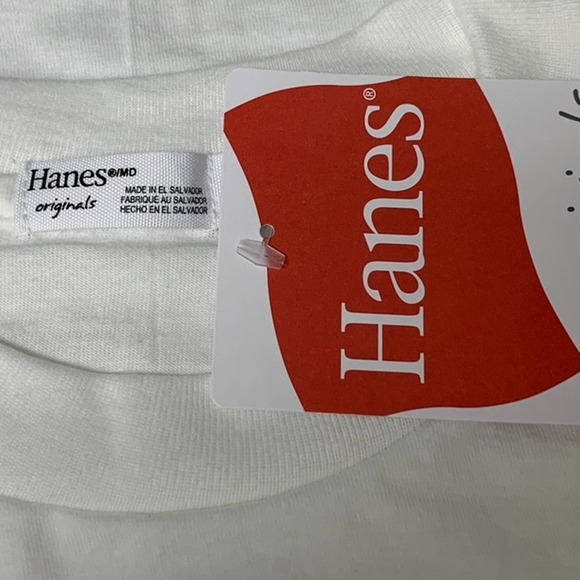 Hanes®/MD
originals
MADE IN EL SALVADOR
FABRIQUÉ AU SALVADOR
HECHO EN EL SALVADOR
Hanes®